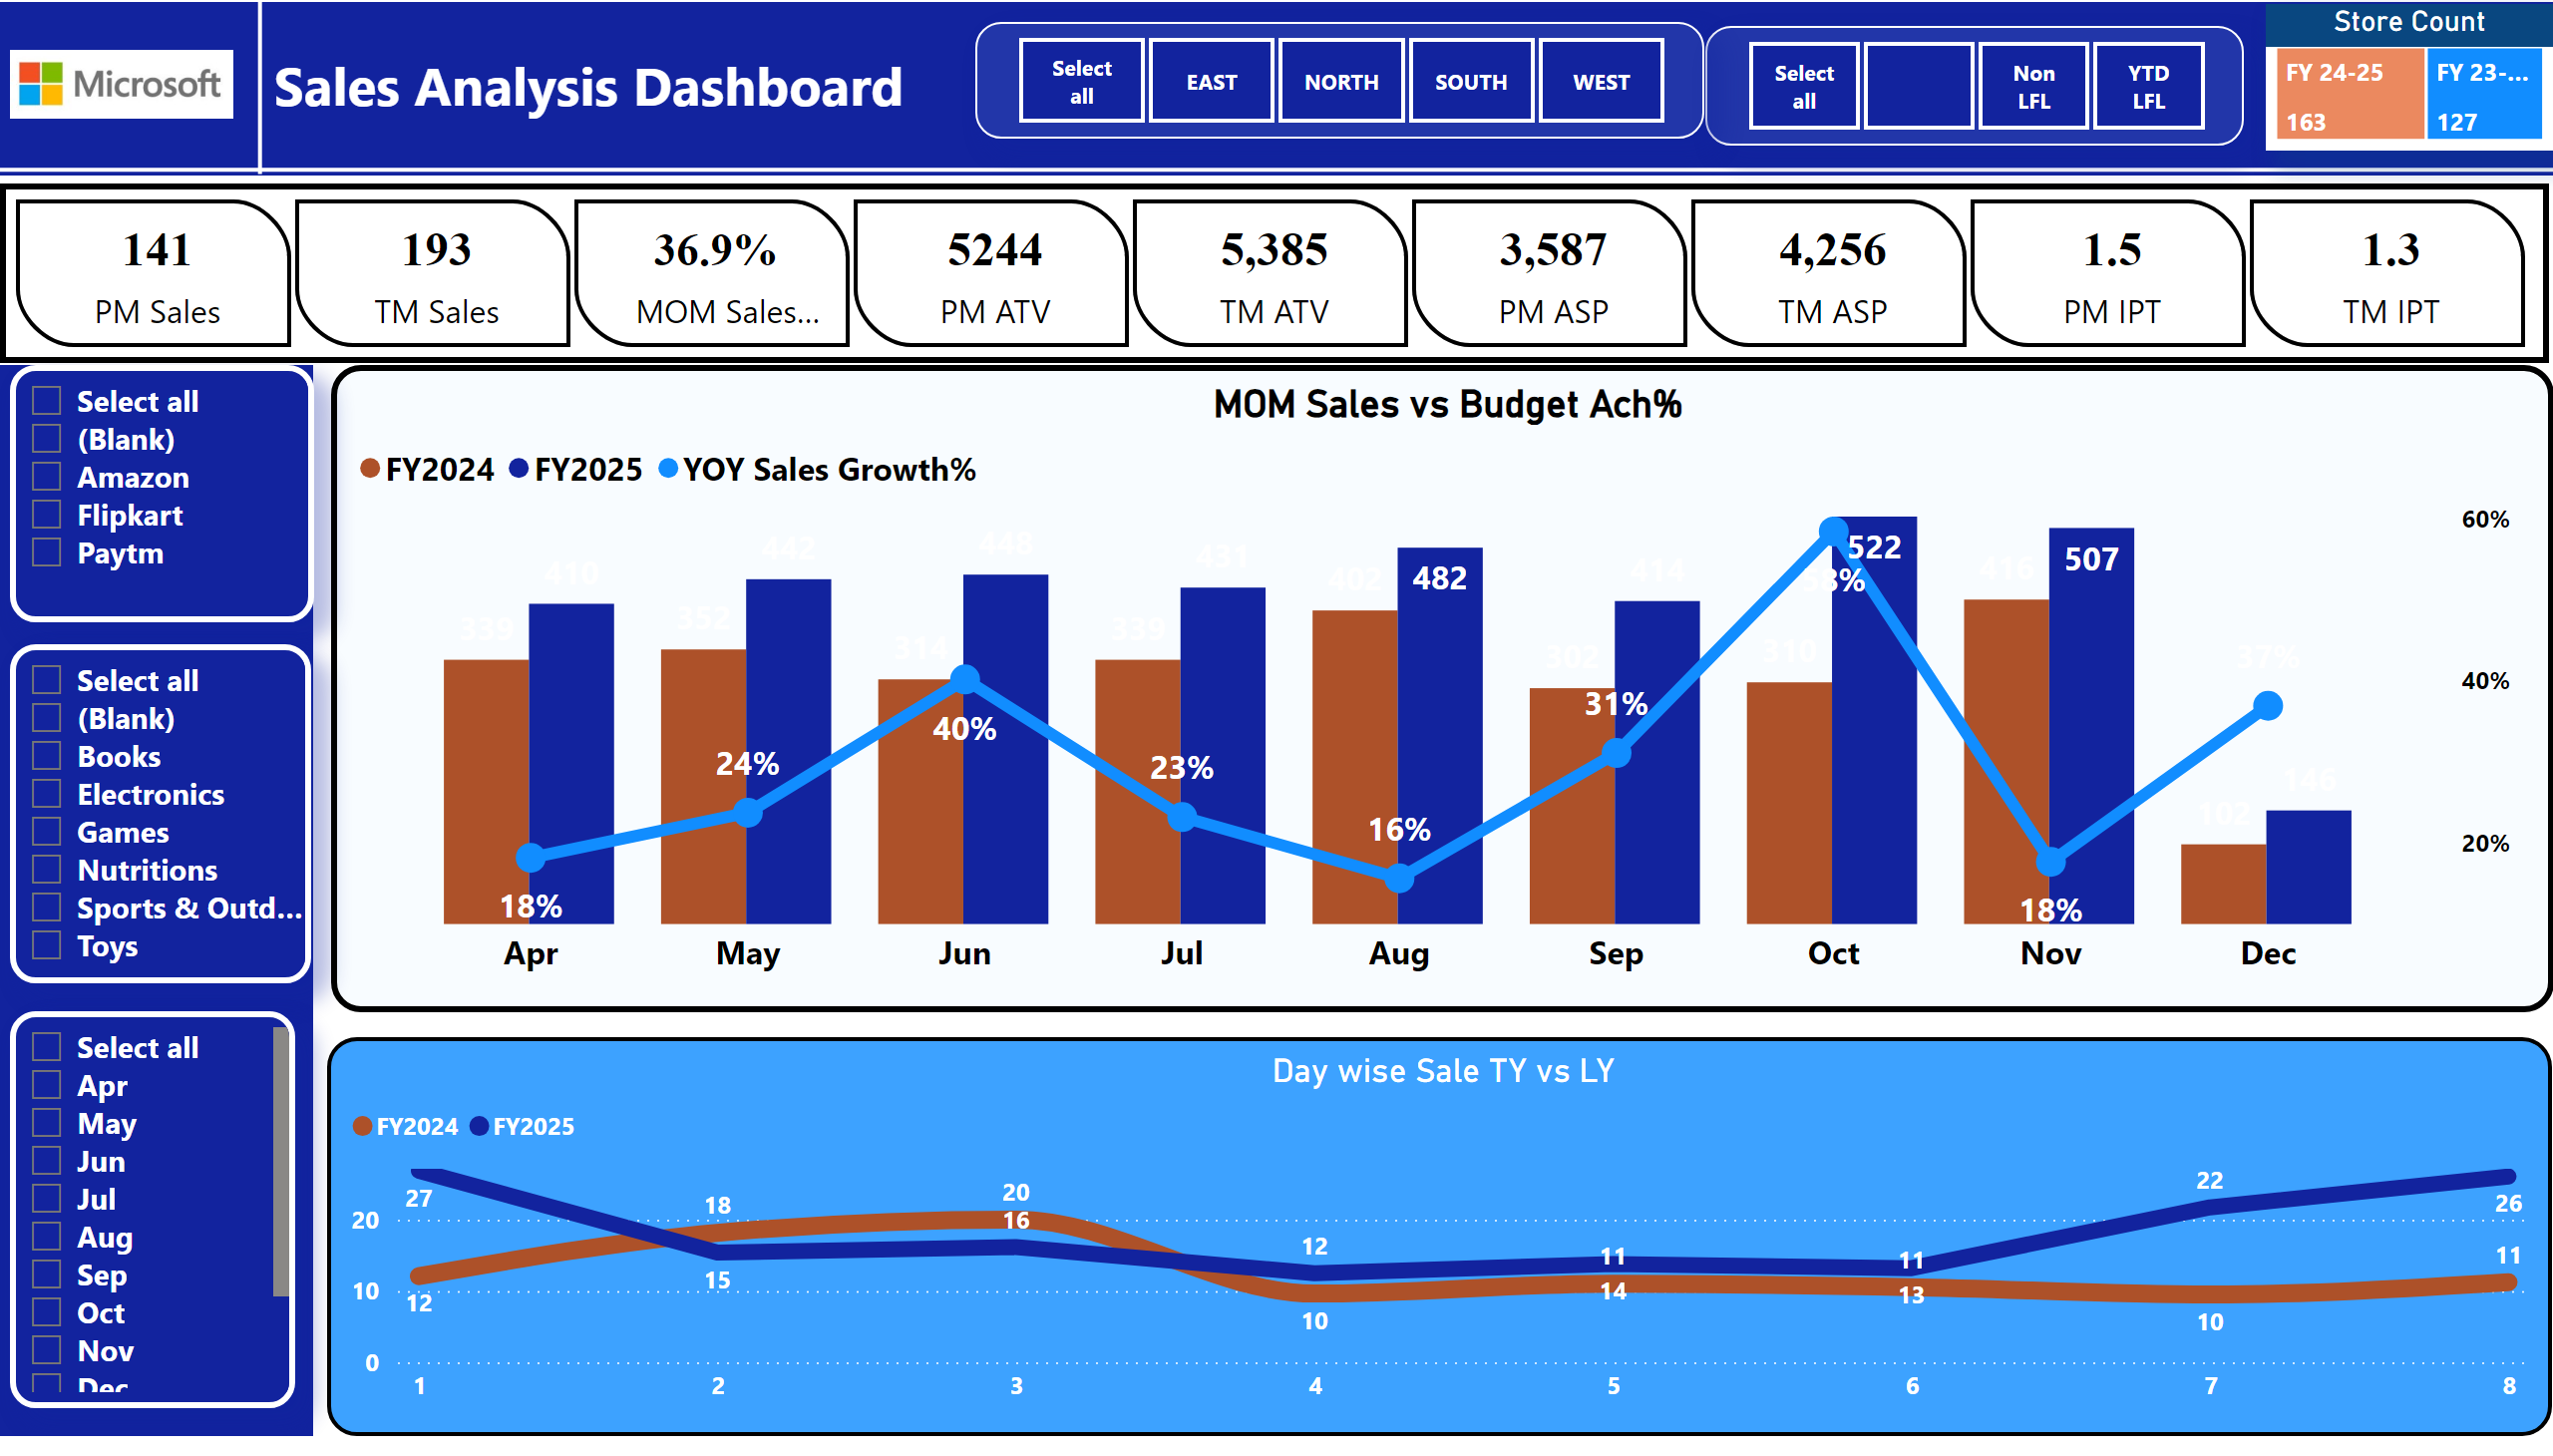 Microsoft
Sales Analysis Dashboard
Select all
EAST
NORTH
SOUTH
WEST
Select all
Non LFL
YTD LFL
Store Count
FY 24-25
163
FY 23-...
127
141
PM Sales
193
TM Sales
36.9%
MOM Sales...
5244
PM ATV
5,385
TM ATV
3,587
PM ASP
4,256
TM ASP
1.5
PM IPT
1.3
TM IPT
Select all
(Blank)
Amazon
Flipkart
Paytm
Select all
(Blank)
Books
Electronics
Games
Nutritions
Sports & Outd...
Toys
Select all
Apr
May
Jun
Jul
Aug
Sep
Oct
Nov
Dec
MOM Sales vs Budget Ach%
FY2024 FY2025 YOY Sales Growth%
339 410 352 442 314 448 339 431 402 482 302 414 310 522 416 507 102 146
18% 24% 40% 23% 16% 31% 58% 18% 37%
60%
40%
20%
Apr May Jun Jul Aug Sep Oct Nov Dec
Day wise Sale TY vs LY
FY2024 FY2025
27 18 20 16 12 11 11 22 26
12 15 10 14 13 10 11
20
10
0
1 2 3 4 5 6 7 8